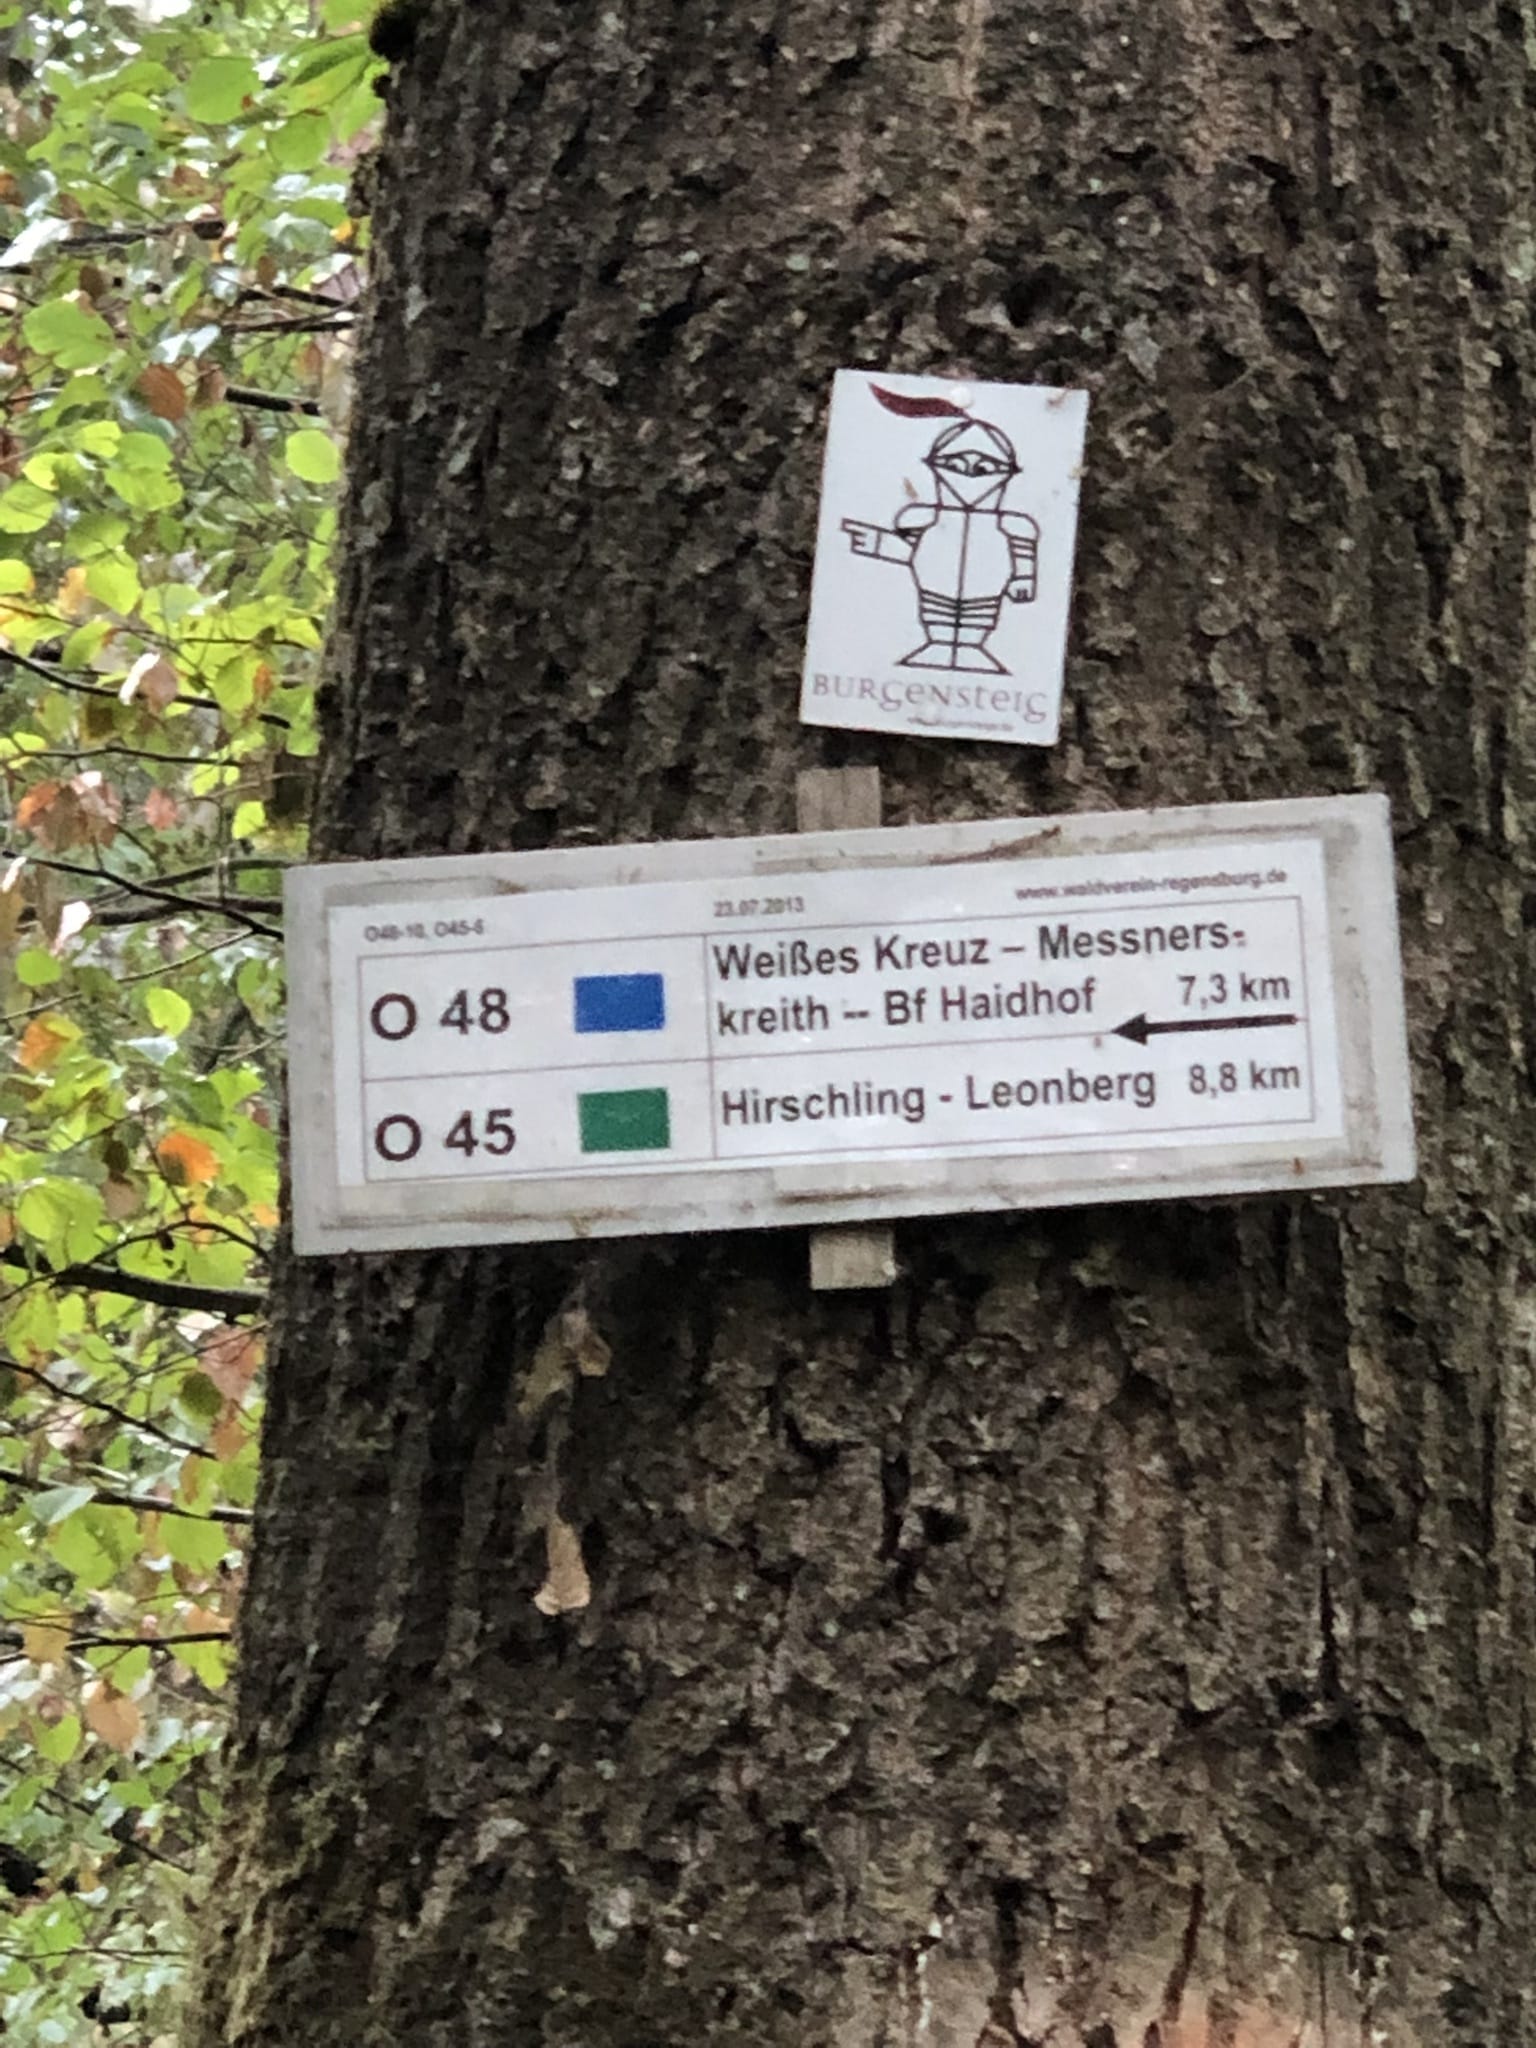 BURGENSTEIG
O48-10, O45-6
23.07.2013
www.waldverein-regensburg.de
O 48
Weißes Kreuz – Messners-
kreith -- Bf Haidhof 7,3 km
O 45
Hirschling - Leonberg 8,8 km